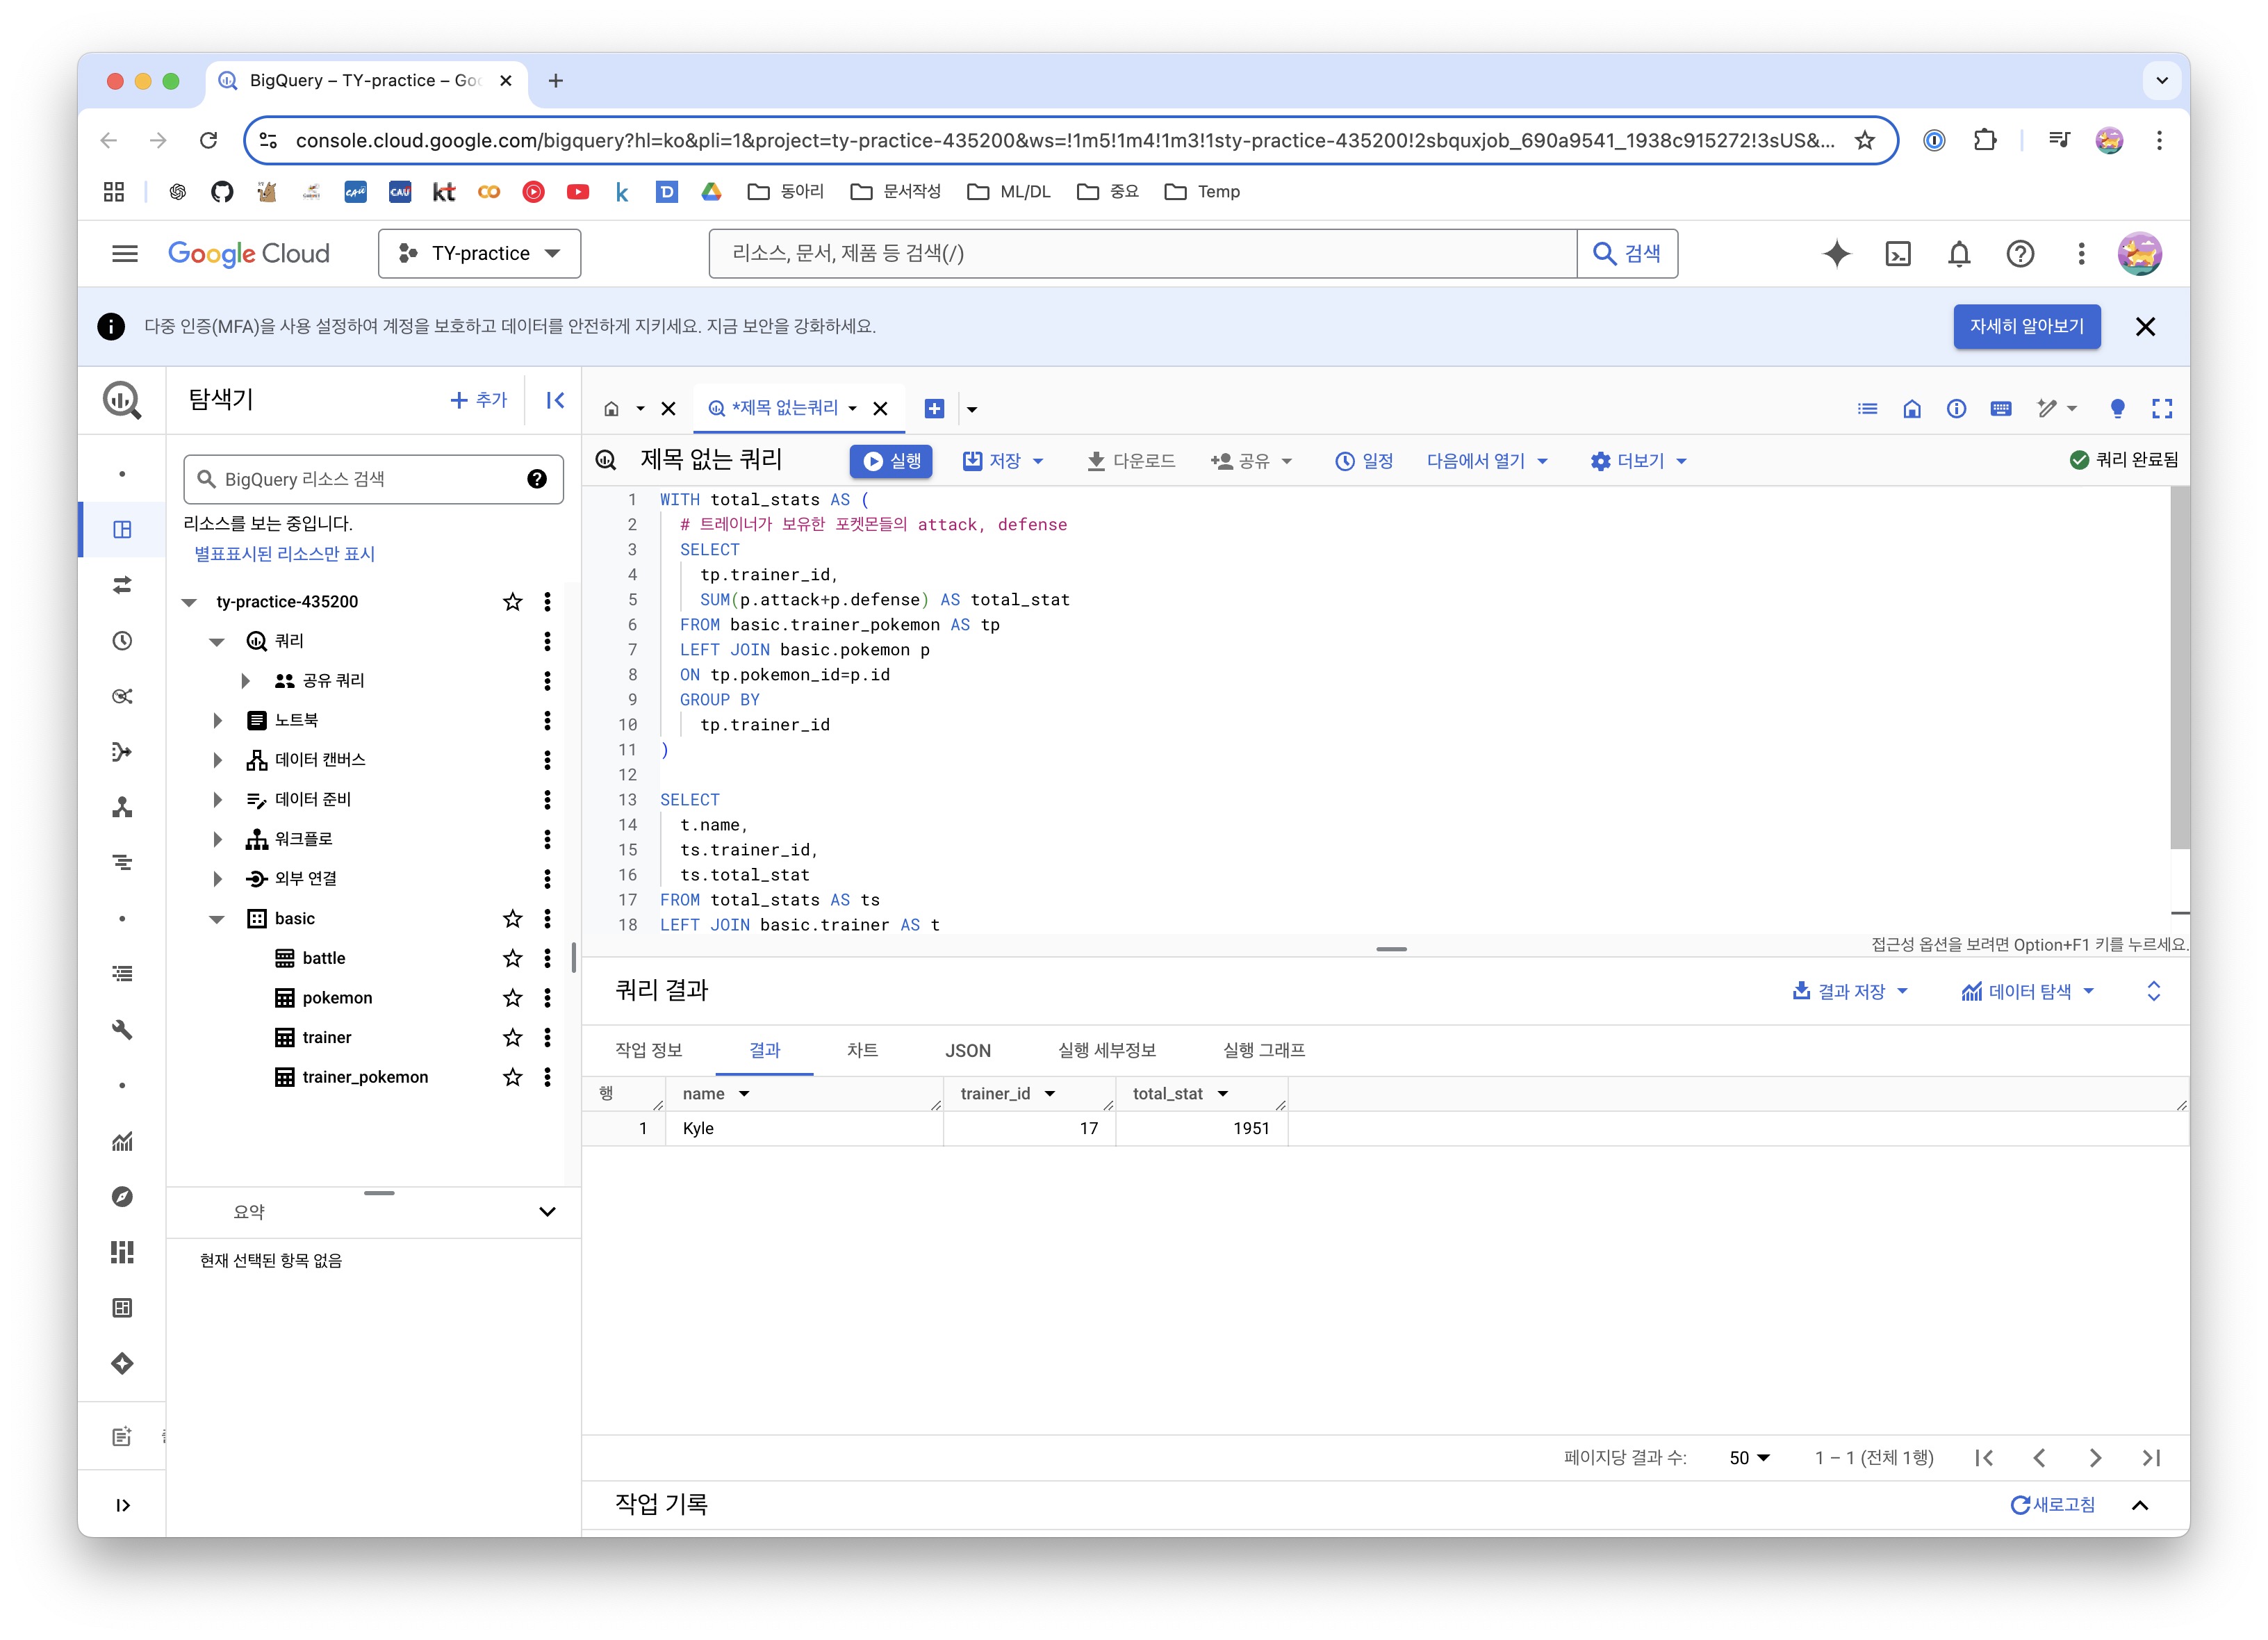 BigQuery – TY-practice – Goo
console.cloud.google.com/bigquery?hl=ko&pli=1&project=ty-practice-435200&ws=!1m5!1m4!1m3!1sty-practice-435200!2sbquxjob_690a9541_1938c915272!3sUS&...
CAU
CAU
kt
k
D
동아리
문서작성
ML/DL
중요
Temp
Google Cloud
TY-practice
리소스, 문서, 제품 등 검색(/)
검색
다중 인증(MFA)을 사용 설정하여 계정을 보호하고 데이터를 안전하게 지키세요. 지금 보안을 강화하세요.
자세히 알아보기
탐색기
추가
BigQuery 리소스 검색
리소스를 보는 중입니다.
별표표시된 리소스만 표시
ty-practice-435200
쿼리
공유 쿼리
노트북
데이터 캔버스
데이터 준비
워크플로
외부 연결
basic
battle
pokemon
trainer
trainer_pokemon
요약
현재 선택된 항목 없음
*제목 없는쿼리
제목 없는 쿼리
실행
저장
다운로드
공유
일정
다음에서 열기
더보기
쿼리 완료됨
1 WITH total_stats AS (
2 # 트레이너가 보유한 포켓몬들의 attack, defense
3 SELECT
4 tp.trainer_id,
5 SUM(p.attack+p.defense) AS total_stat
6 FROM basic.trainer_pokemon AS tp
7 LEFT JOIN basic.pokemon p
8 ON tp.pokemon_id=p.id
9 GROUP BY
10 tp.trainer_id
11 )
12
13 SELECT
14 t.name,
15 ts.trainer_id,
16 ts.total_stat
17 FROM total_stats AS ts
18 LEFT JOIN basic.trainer AS t
접근성 옵션을 보려면 Option+F1 키를 누르세요.
쿼리 결과
결과 저장
데이터 탐색
작업 정보
결과
차트
JSON
실행 세부정보
실행 그래프
행 name trainer_id total_stat
1 Kyle 17 1951
페이지당 결과 수: 50 1 – 1 (전체 1행)
작업 기록
새로고침